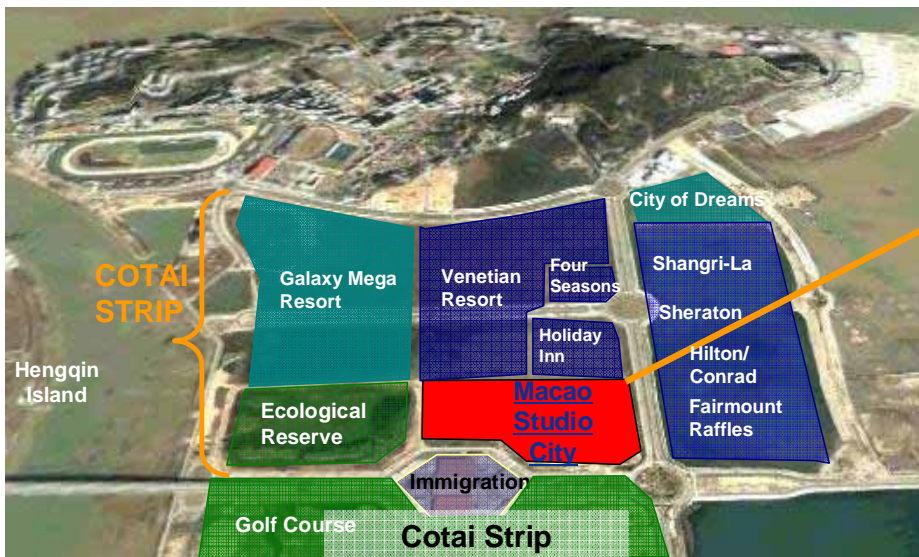 City of Dreams
COTAI
STRIP
Galaxy Mega
Resort
Venetian
Resort
Four
Seasons
Shangri-La
Sheraton
Holiday
Inn
Hilton/
Conrad
Hengqin
Island
Ecological
Reserve
Macao
Studio
City
Fairmount
Raffles
Immigration
Golf Course
Cotai Strip